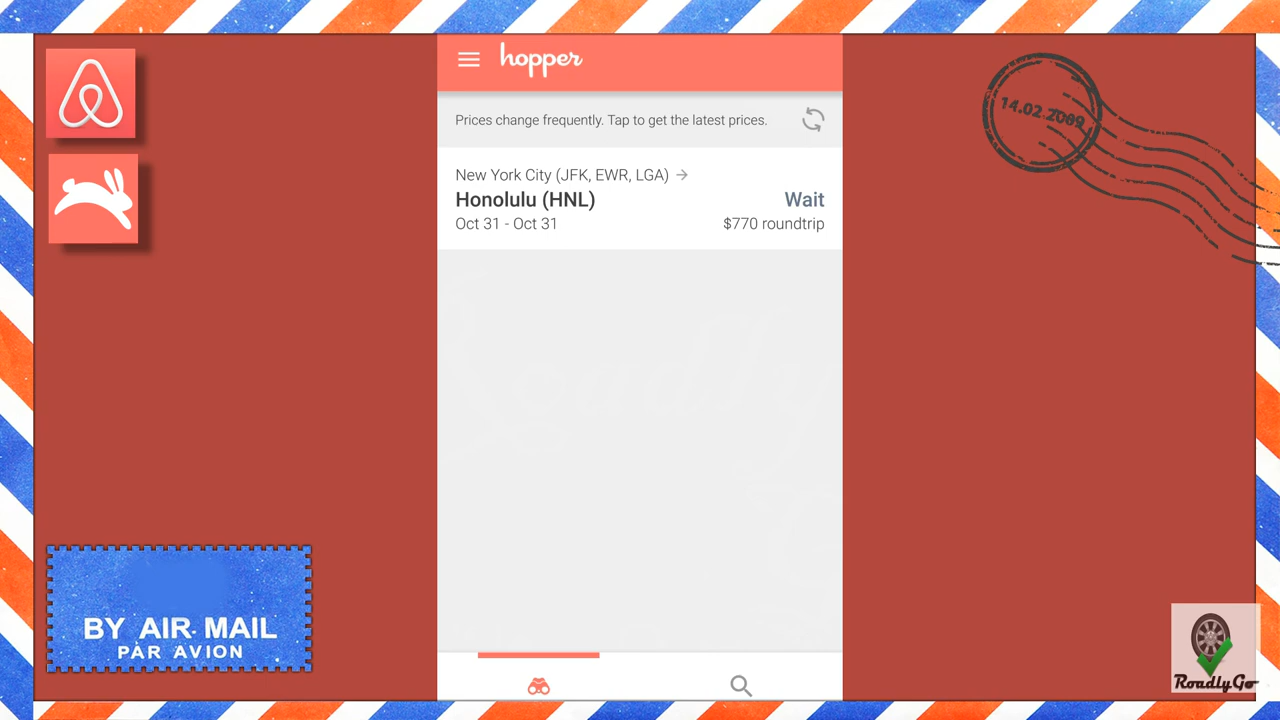 hopper
Prices change frequently. Tap to get the latest prices.
New York City (JFK, EWR, LGA) →
Honolulu (HNL)
Wait
Oct 31 - Oct 31
$770 roundtrip
14.02.2009
BY AIR MAIL
PAR AVION
RoadlyGo